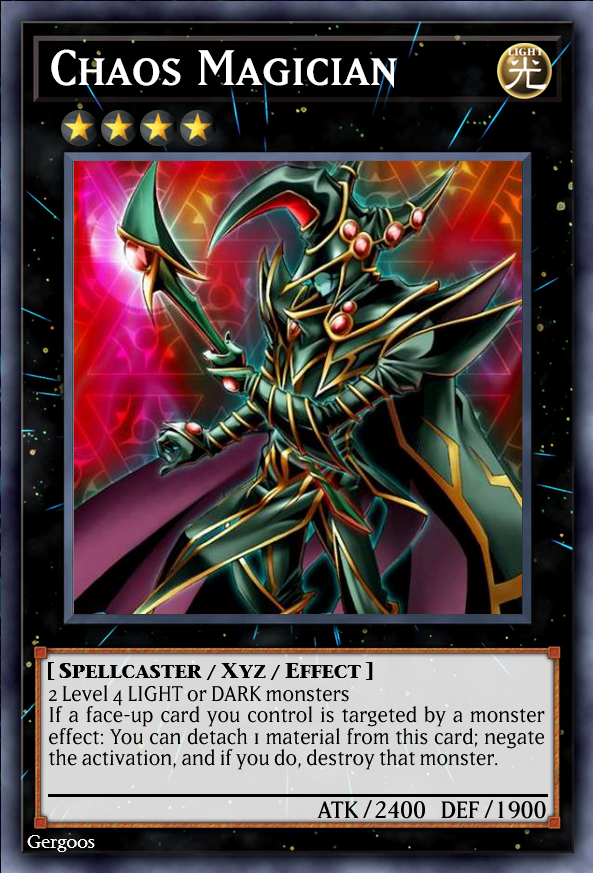 Chaos Magician
LIGHT
光
[ Spellcaster / Xyz / Effect ]
2 Level 4 LIGHT or DARK monsters
If a face-up card you control is targeted by a monster
effect: You can detach 1 material from this card; negate
the activation, and if you do, destroy that monster.
ATK / 2400 DEF / 1900
Gergoos